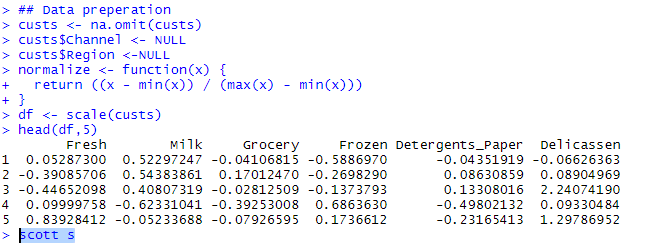 > ## Data preperation
> custs <- na.omit(custs)
> custs$Channel <- NULL
> custs$Region <-NULL
> normalize <- function(x) {
+   return ((x - min(x)) / (max(x) - min(x)))
+ }
> df <- scale(custs)
> head(df,5)
Fresh Milk Grocery Frozen Detergents_Paper Delicassen
1 0.05287300 0.52297247 -0.04106815 -0.5886970 -0.04351919 -0.06626363
2 -0.39085706 0.54383861 0.17012470 -0.2698290 0.08630859 0.08904969
3 -0.44652098 0.40807319 -0.02812509 -0.1373793 0.13308016 2.24074190
4 0.09999758 -0.62331041 -0.39253008 0.6863630 -0.49802132 0.09330484
5 0.83928412 -0.05233688 -0.07926595 0.1736612 -0.23165413 1.29786952
> scott s